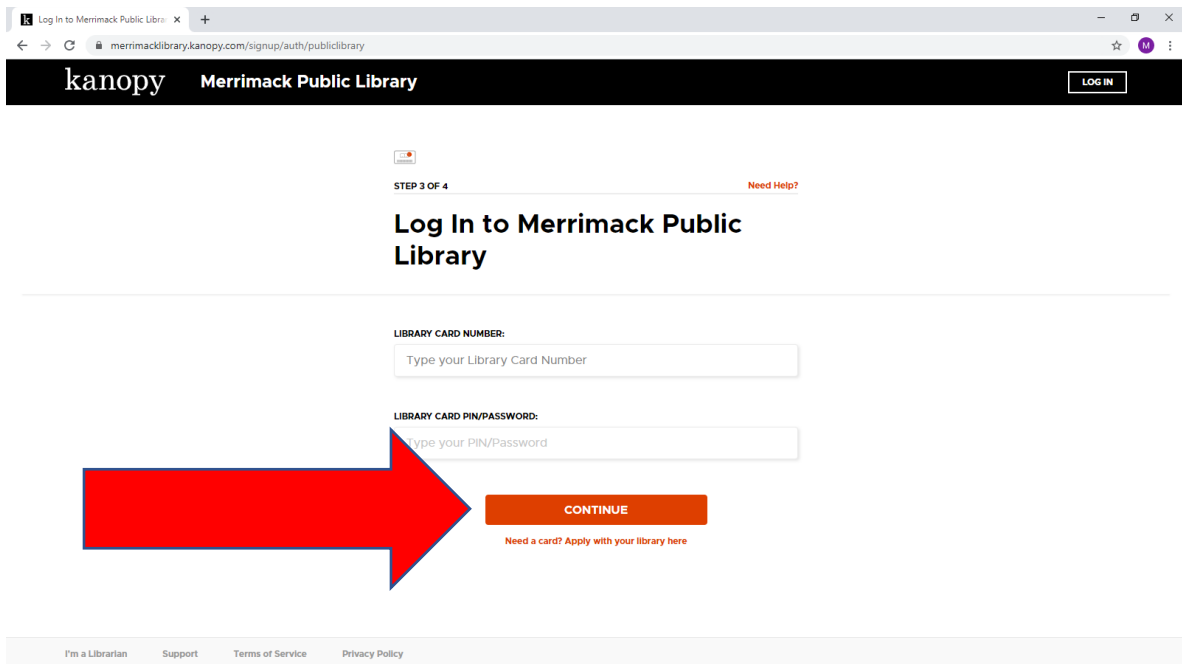 k Log In to Merrimack Public Libra
merrimacklibrary.kanopy.com/signup/auth/publiclibrary
M
kanopy Merrimack Public Library LOG IN
STEP 3 OF 4 Need Help?
Log In to Merrimack Public
Library
LIBRARY CARD NUMBER:
Type your Library Card Number
LIBRARY CARD PIN/PASSWORD:
Type your PIN/Password
CONTINUE
Need a card? Apply with your library here
I'm a Librarian Support Terms of Service Privacy Policy